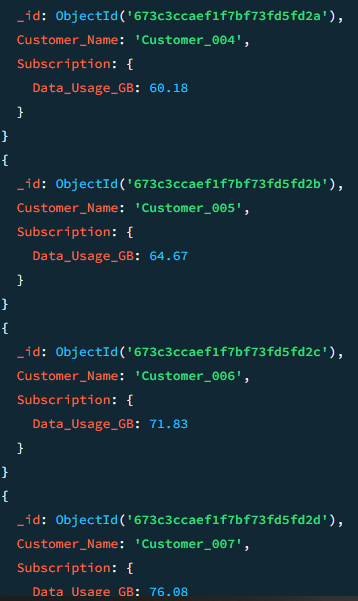 _id: ObjectId('673c3ccaef1f7bf73fd5fd2a'),
Customer_Name: 'Customer_004',
Subscription: {
Data_Usage_GB: 60.18
}
}
{
_id: ObjectId('673c3ccaef1f7bf73fd5fd2b'),
Customer_Name: 'Customer_005',
Subscription: {
Data_Usage_GB: 64.67
}
}
{
_id: ObjectId('673c3ccaef1f7bf73fd5fd2c'),
Customer_Name: 'Customer_006',
Subscription: {
Data_Usage_GB: 71.83
}
}
{
_id: ObjectId('673c3ccaef1f7bf73fd5fd2d'),
Customer_Name: 'Customer_007',
Subscription: {
Data_Usage_GB: 76.08